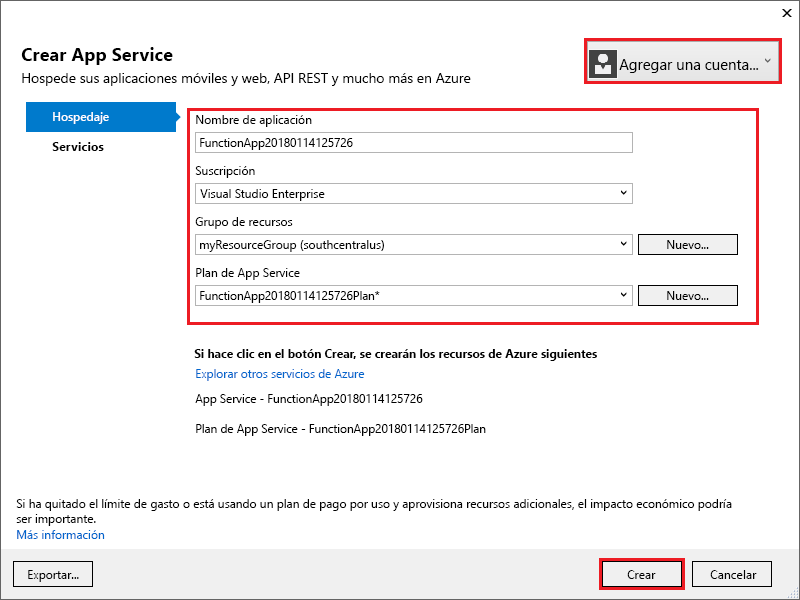 Crear App Service
Hospede sus aplicaciones móviles y web, API REST y mucho más en Azure
Agregar una cuenta...
Hospedaje
Servicios
Nombre de aplicación
FunctionApp20180114125726
Suscripción
Visual Studio Enterprise
Grupo de recursos
myResourceGroup (southcentralus)
Nuevo...
Plan de App Service
FunctionApp20180114125726Plan*
Nuevo...
Si hace clic en el botón Crear, se crearán los recursos de Azure siguientes
Explorar otros servicios de Azure
App Service - FunctionApp20180114125726
Plan de App Service - FunctionApp20180114125726Plan
Si ha quitado el límite de gasto o está usando un plan de pago por uso y aprovisiona recursos adicionales, el impacto económico podría
ser importante.
Más información
Exportar...
Crear
Cancelar